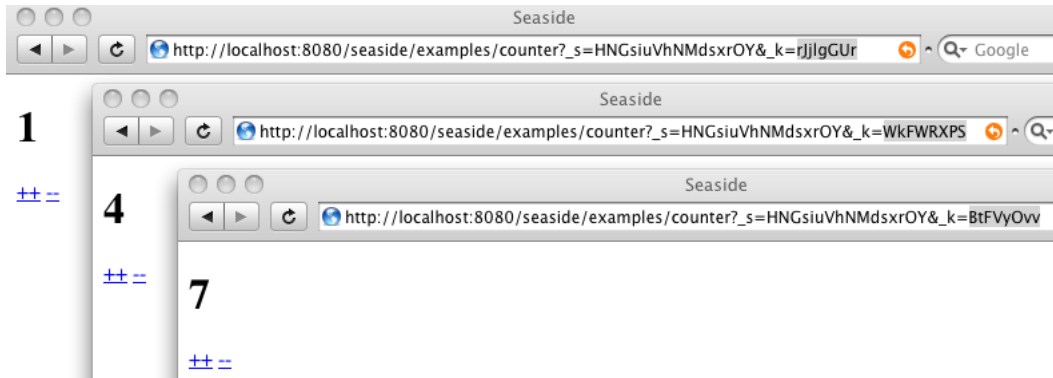 Seaside
http://localhost:8080/seaside/examples/counter?_s=HNGsiuVhNMdsxrOY&_k=rJjlgGUr
Google
1
++ --
Seaside
http://localhost:8080/seaside/examples/counter?_s=HNGsiuVhNMdsxrOY&_k=WkFWRXPS
4
++ --
Seaside
http://localhost:8080/seaside/examples/counter?_s=HNGsiuVhNMdsxrOY&_k=BtFVyOvv
7
++ --